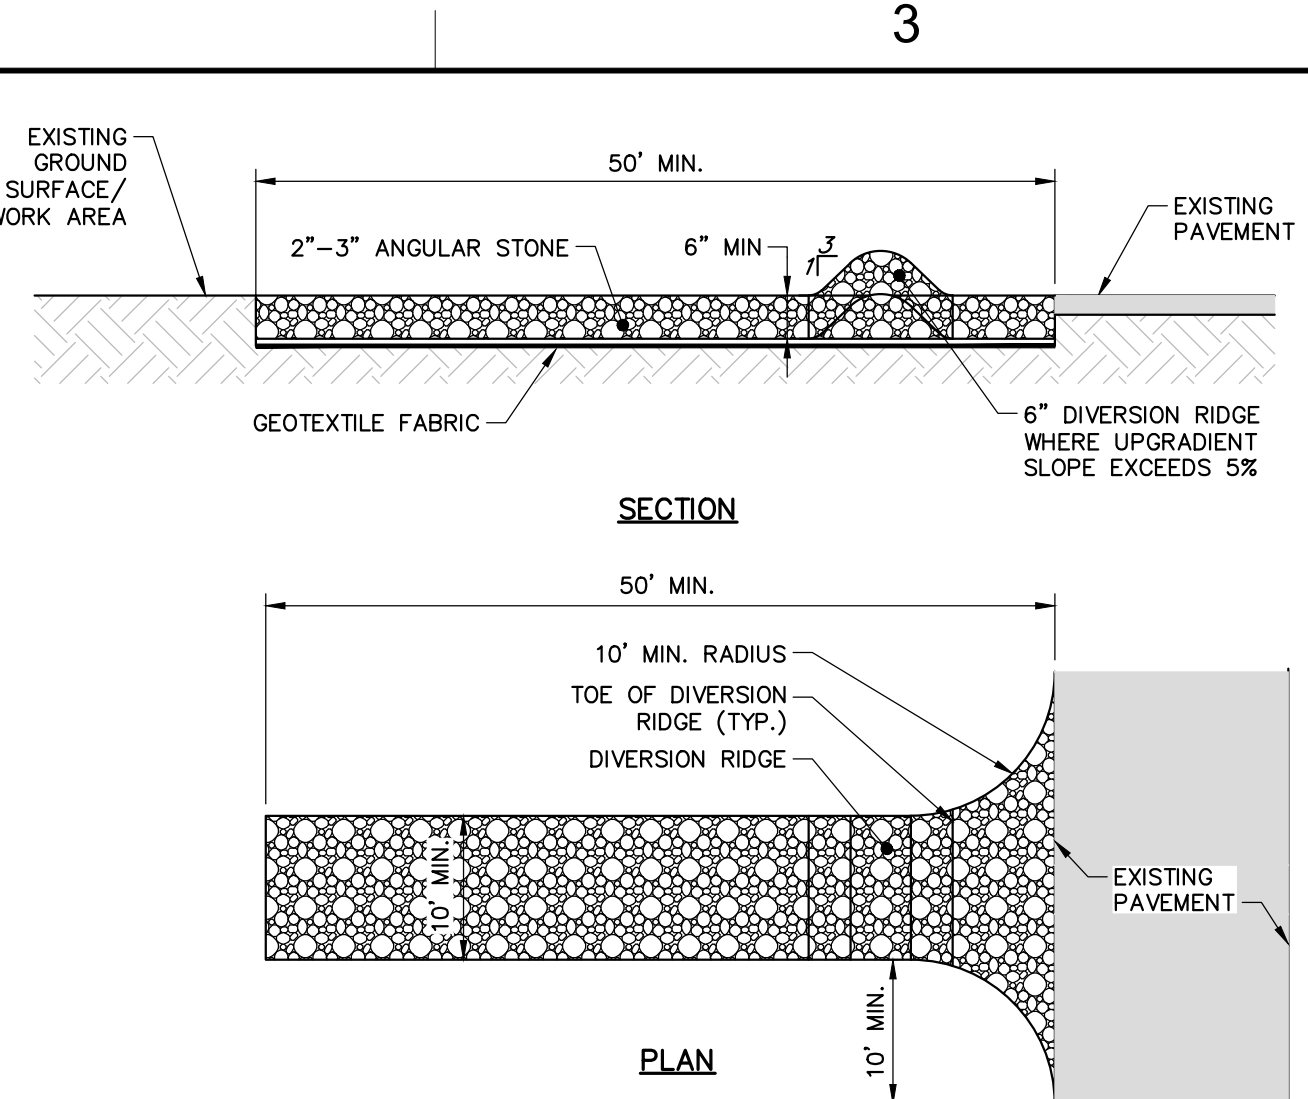 3
EXISTING
GROUND
SURFACE/
WORK AREA
50' MIN.
2"-3" ANGULAR STONE
6" MIN
3
1
EXISTING
PAVEMENT
GEOTEXTILE FABRIC
6" DIVERSION RIDGE
WHERE UPGRADIENT
SLOPE EXCEEDS 5%
SECTION
50' MIN.
10' MIN. RADIUS
TOE OF DIVERSION
RIDGE (TYP.)
DIVERSION RIDGE
10' MIN.
EXISTING
PAVEMENT
10' MIN.
PLAN